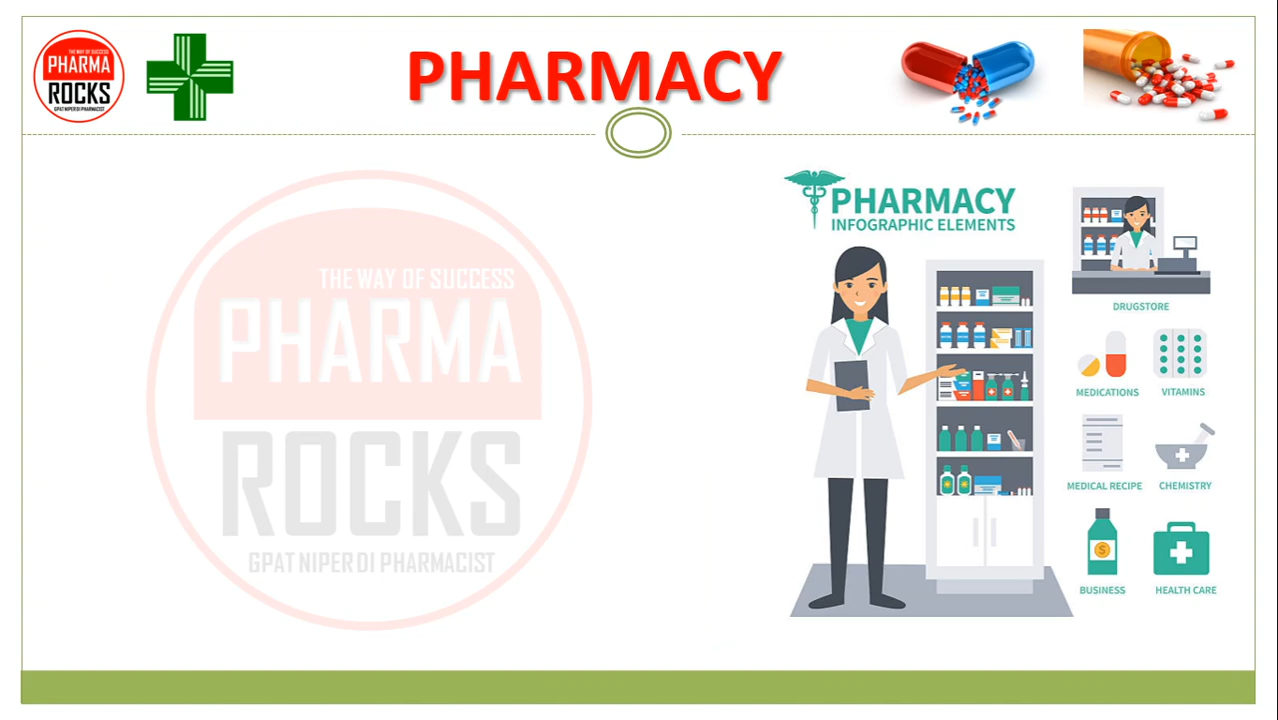 THE WAY OF SUCCESS
PHARMA
ROCKS
GPAT NIPER DI PHARMACIST
PHARMACY
THE WAY OF SUCCESS
PHARMA
ROCKS
GPAT NIPER DI PHARMACIST
PHARMACY
INFOGRAPHIC ELEMENTS
DRUGSTORE
MEDICATIONS
VITAMINS
MEDICAL RECIPE
CHEMISTRY
BUSINESS
HEALTH CARE